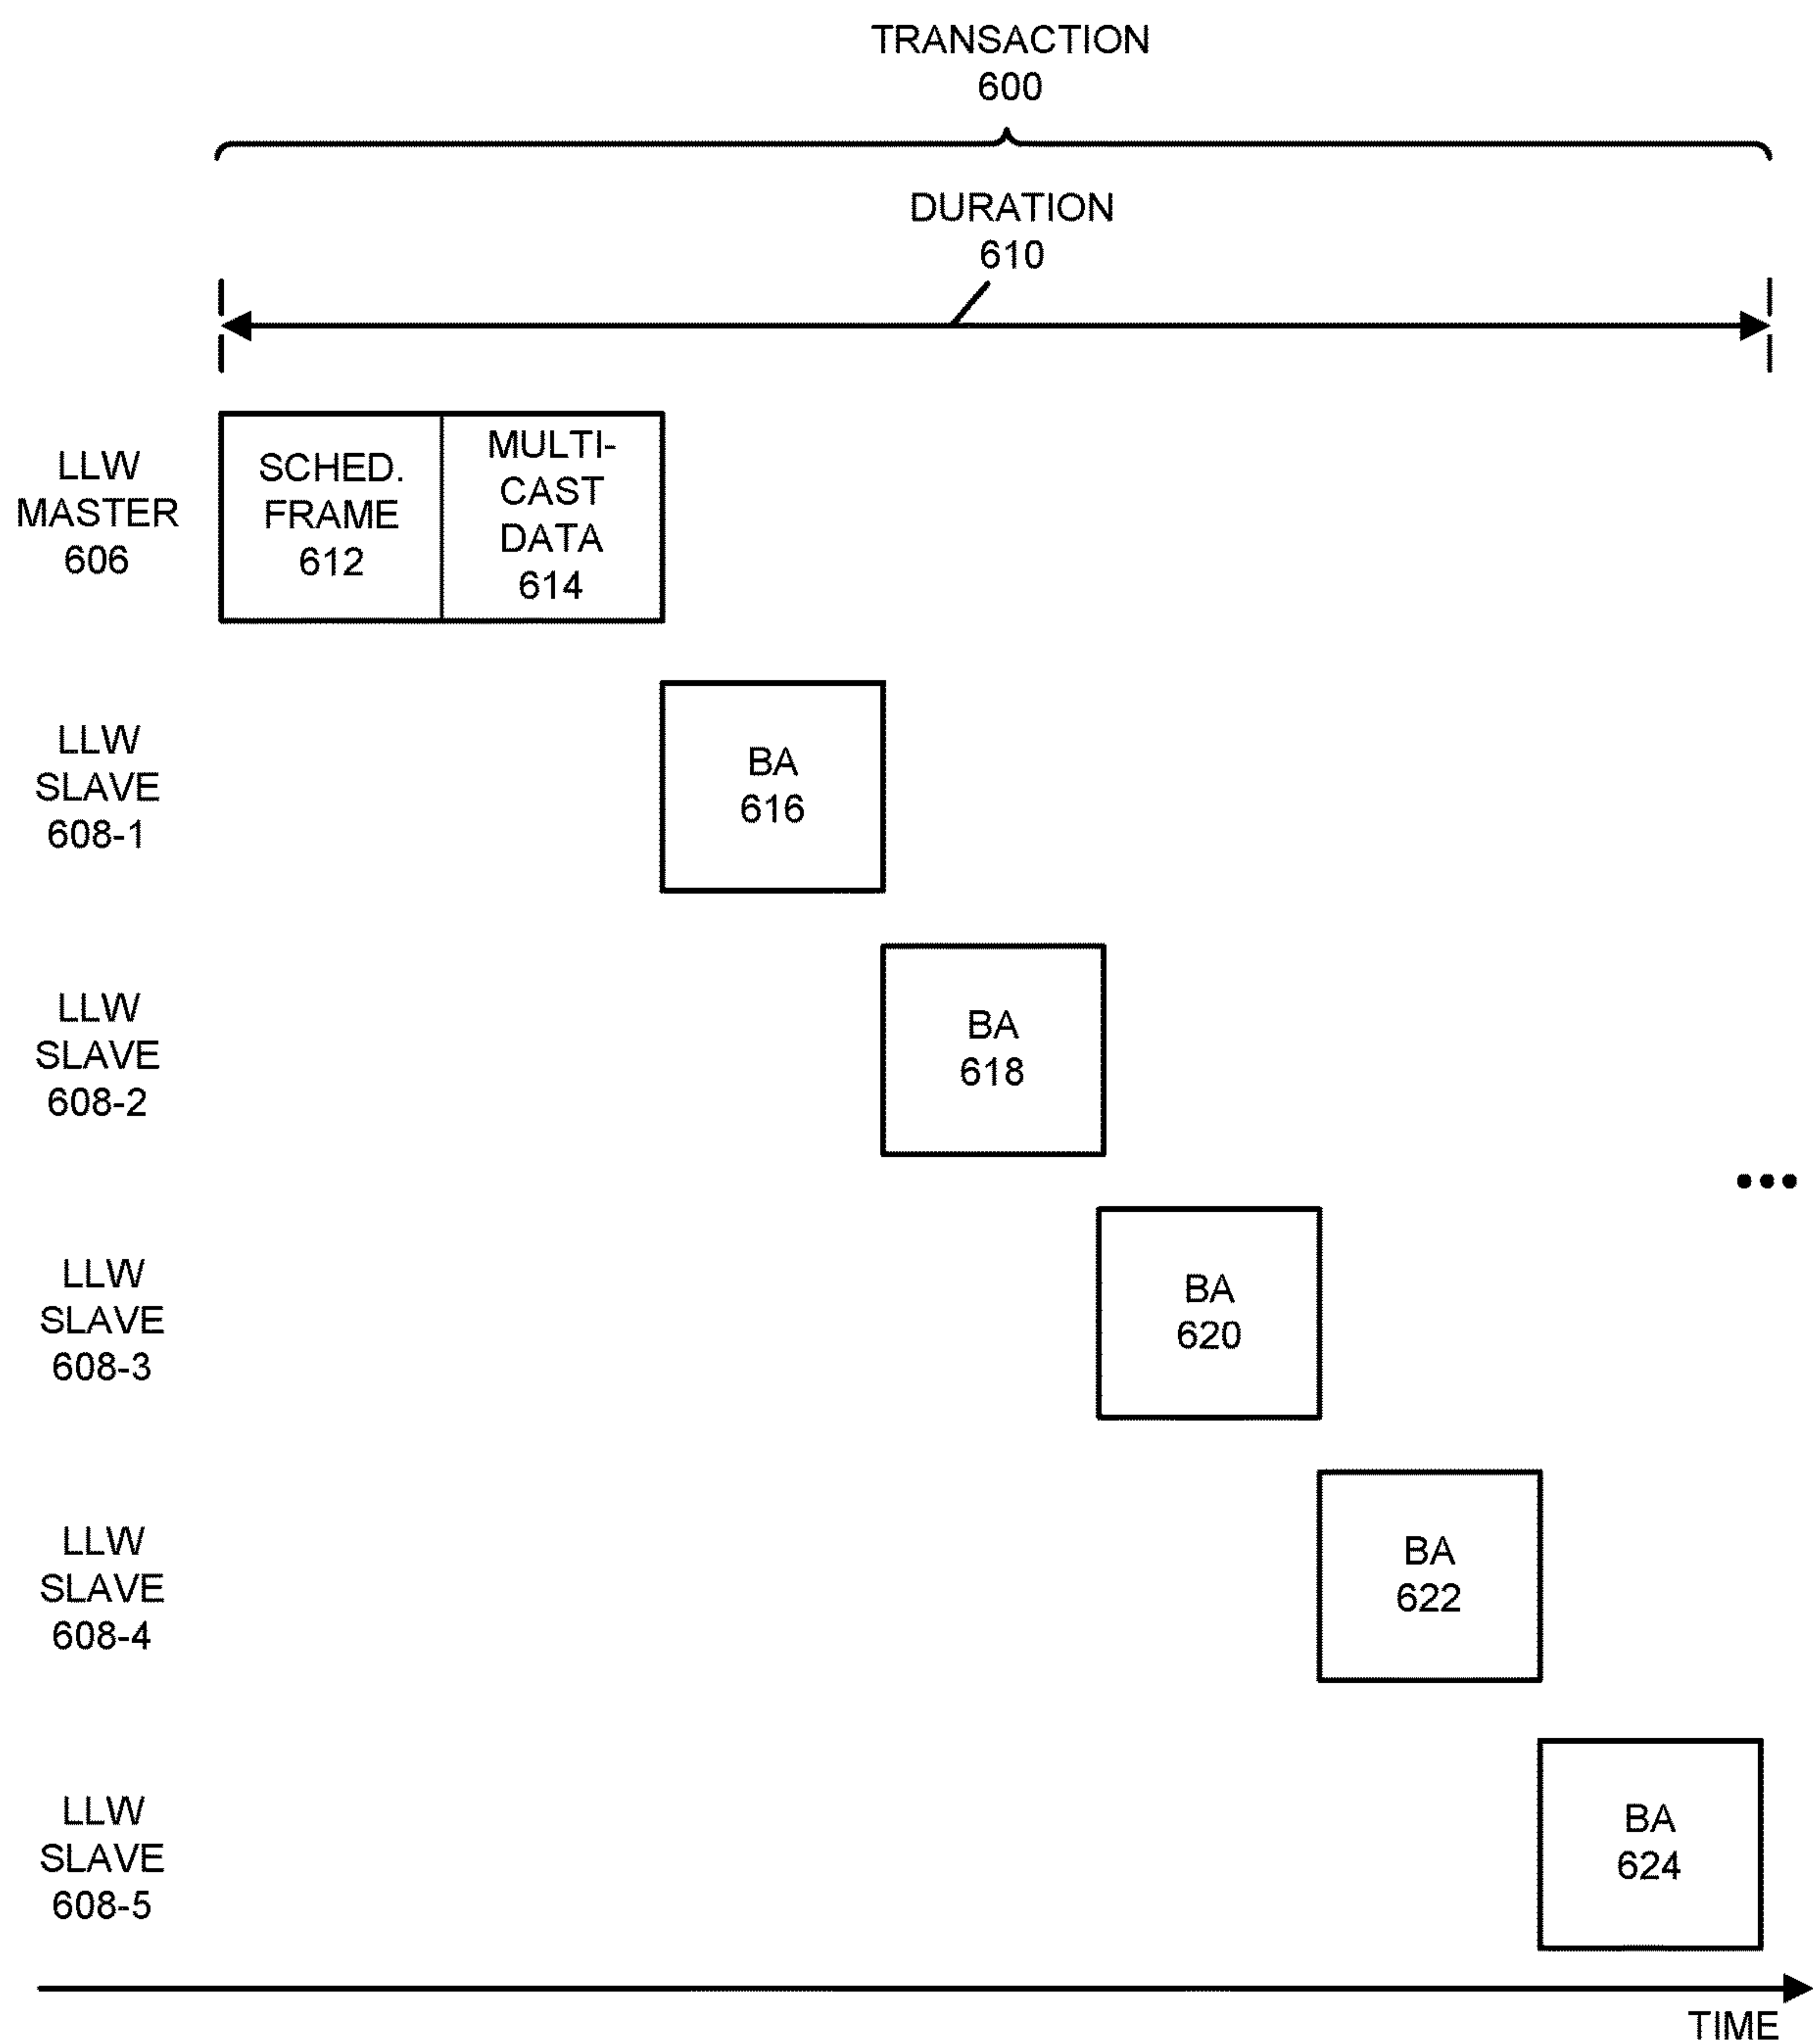 TRANSACTION
600
DURATION
610
LLW
MASTER
606
SCHED.
FRAME
612
MULTI-
CAST
DATA
614
LLW
SLAVE
608-1
BA
616
LLW
SLAVE
608-2
BA
618
•••
LLW
SLAVE
608-3
BA
620
LLW
SLAVE
608-4
BA
622
LLW
SLAVE
608-5
BA
624
TIME